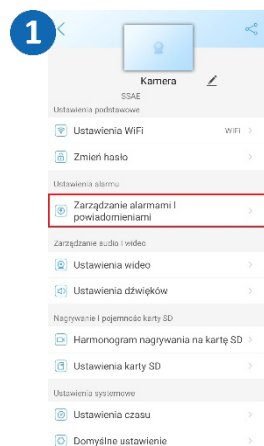 1
Kamera
SSAE
Ustawienia podstawowe
Ustawienia WiFi WiFi
Zmień hasło
Ustawienia alarmu
Zarządzanie alarmami I
powiadomieniami
Zarządzanie audio I wideo
Ustawienia wideo
Ustawienia dźwięków
Nagrywanie I pojemność karty SD
Harmonogram nagrywania na kartę SD
Ustawienia karty SD
Ustawienia systemowe
Ustawienia czasu
Domyślne ustawienie